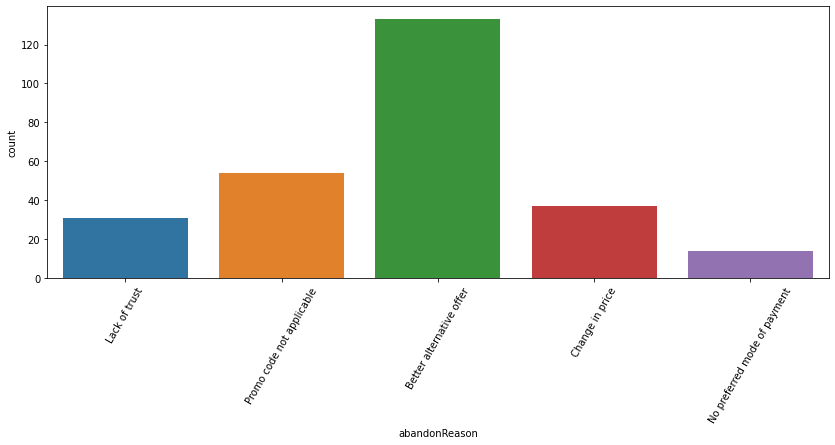 count
120
100
80
60
40
20
0
Lack of trust
Promo code not applicable
Better alternative offer
Change in price
No preferred mode of payment
abandonReason